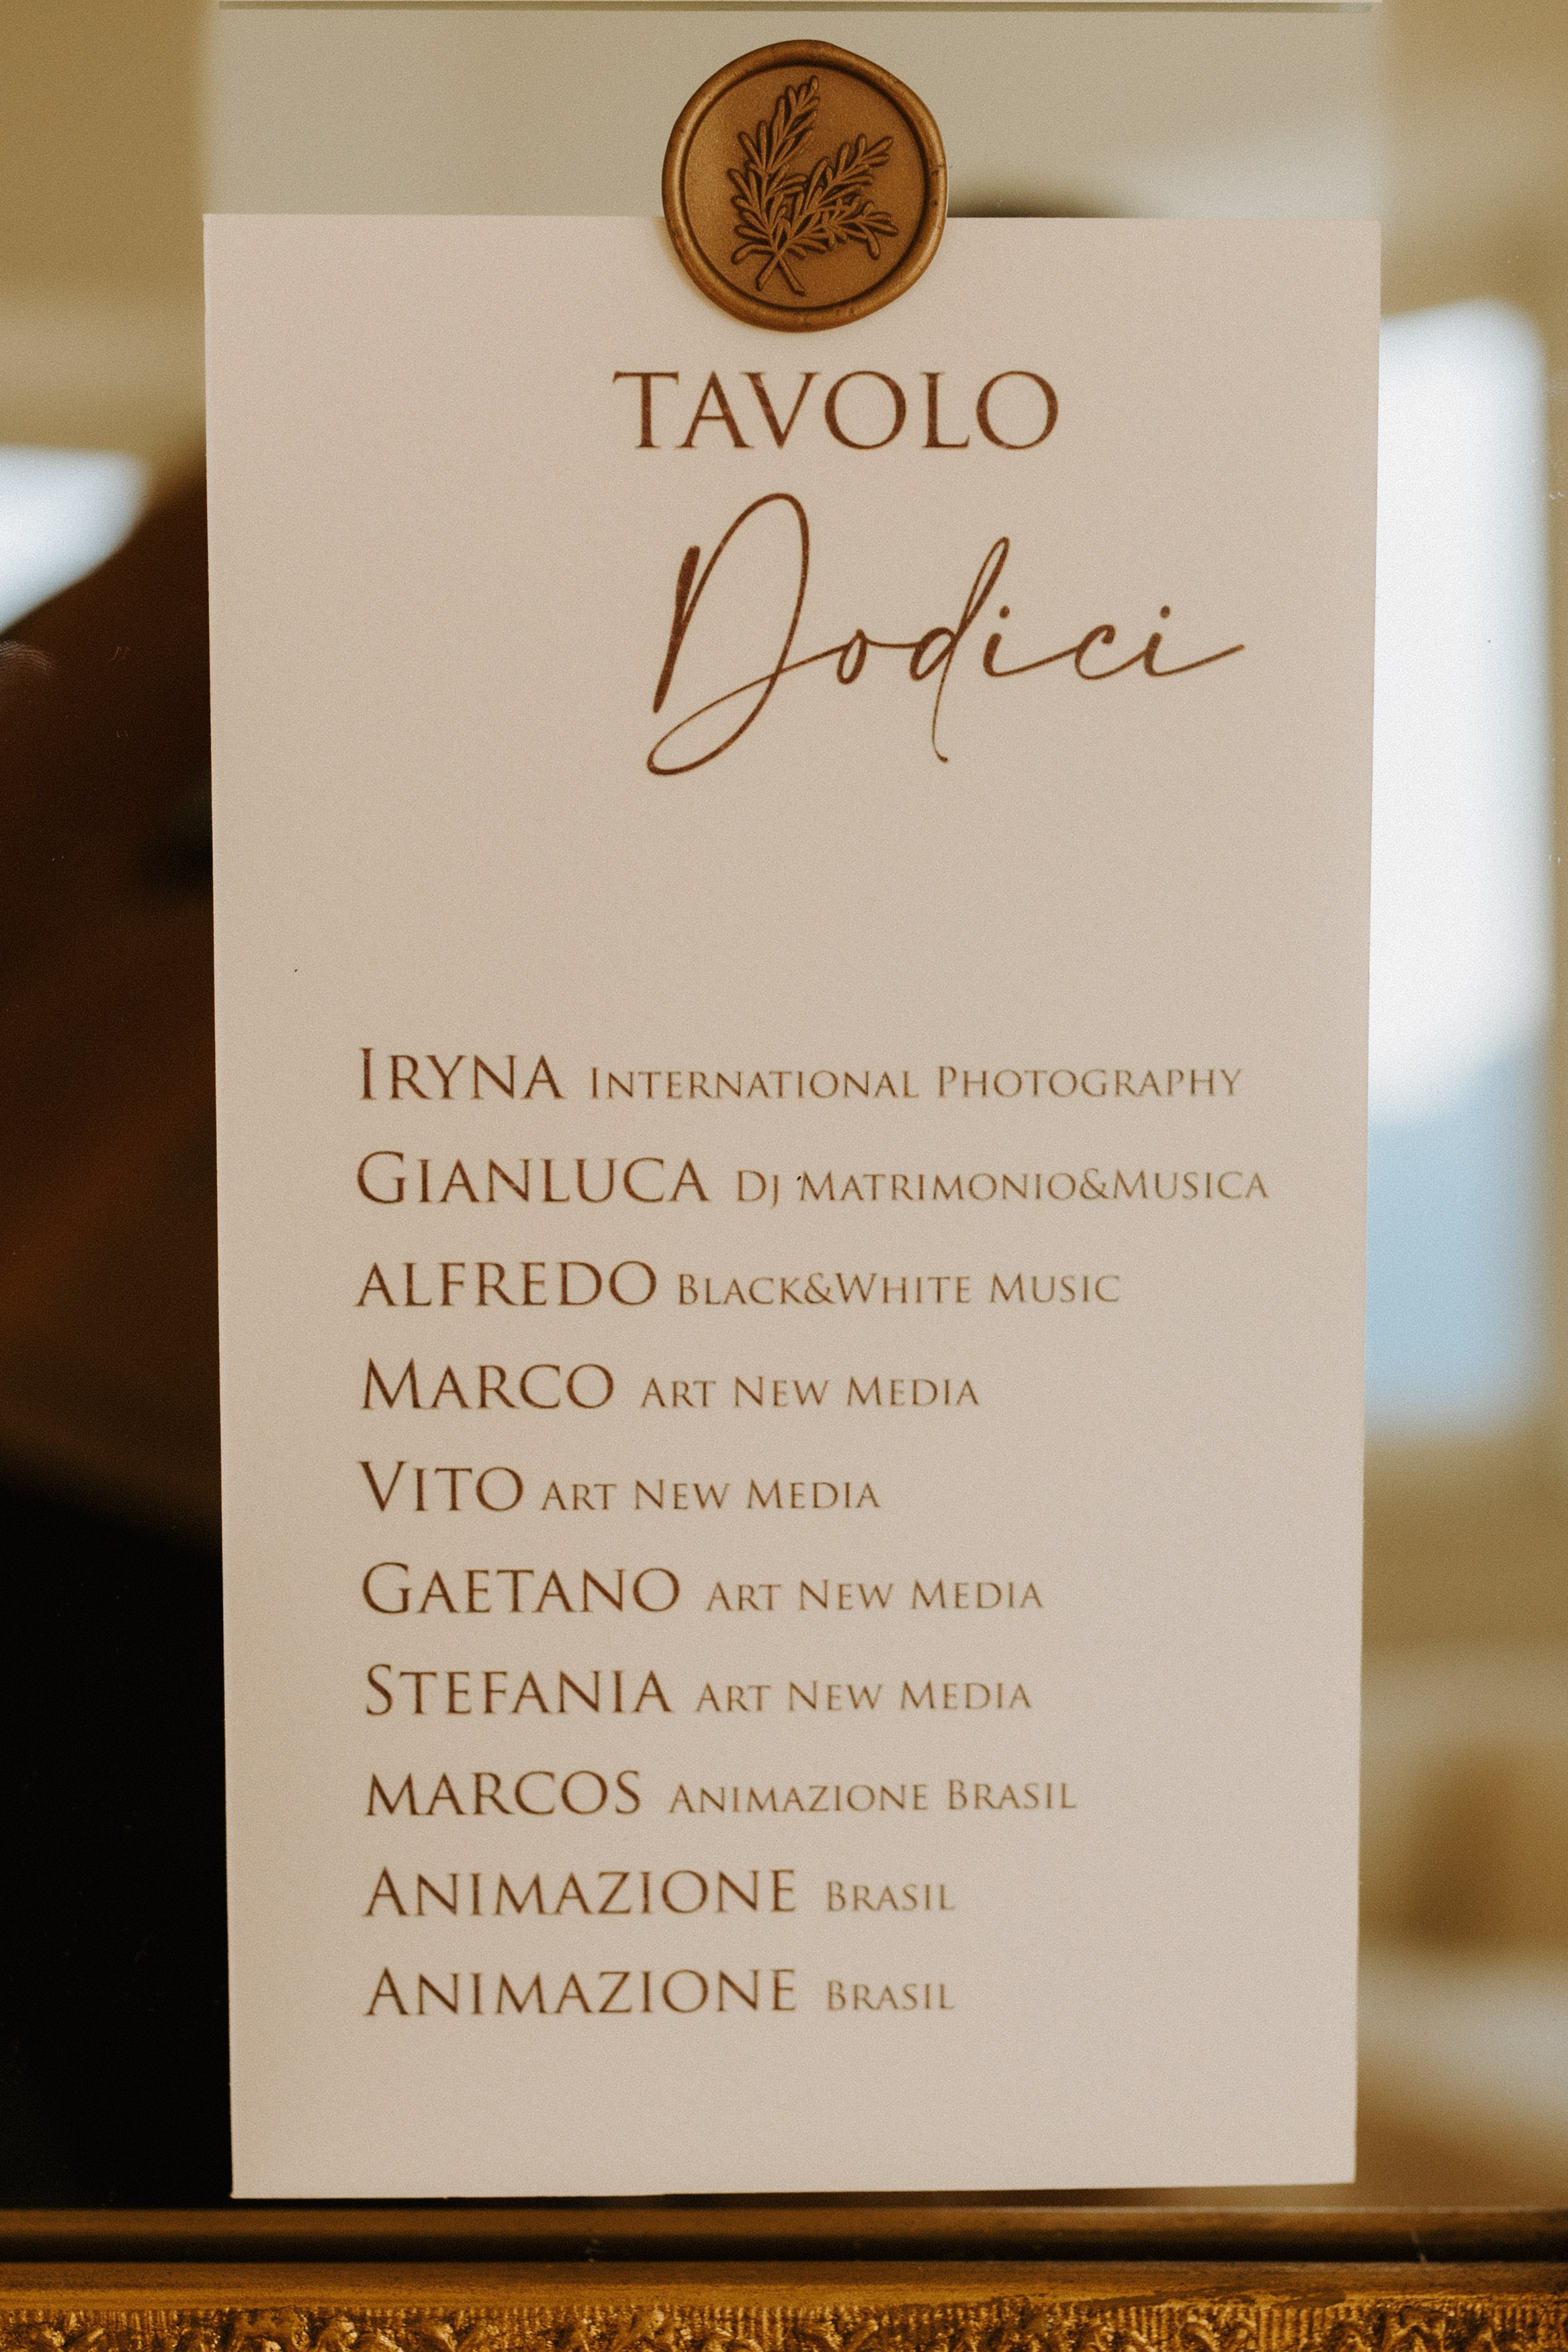 TAVOLO
Dodici
IRYNA INTERNATIONAL PHOTOGRAPHY
GIANLUCA DJ MATRIMONIO&MUSICA
ALFREDO BLACK&WHITE MUSIC
MARCO ART NEW MEDIA
VITO ART NEW MEDIA
GAETANO ART NEW MEDIA
STEFANIA ART NEW MEDIA
MARCOS ANIMAZIONE BRASIL
ANIMAZIONE BRASIL
ANIMAZIONE BRASIL